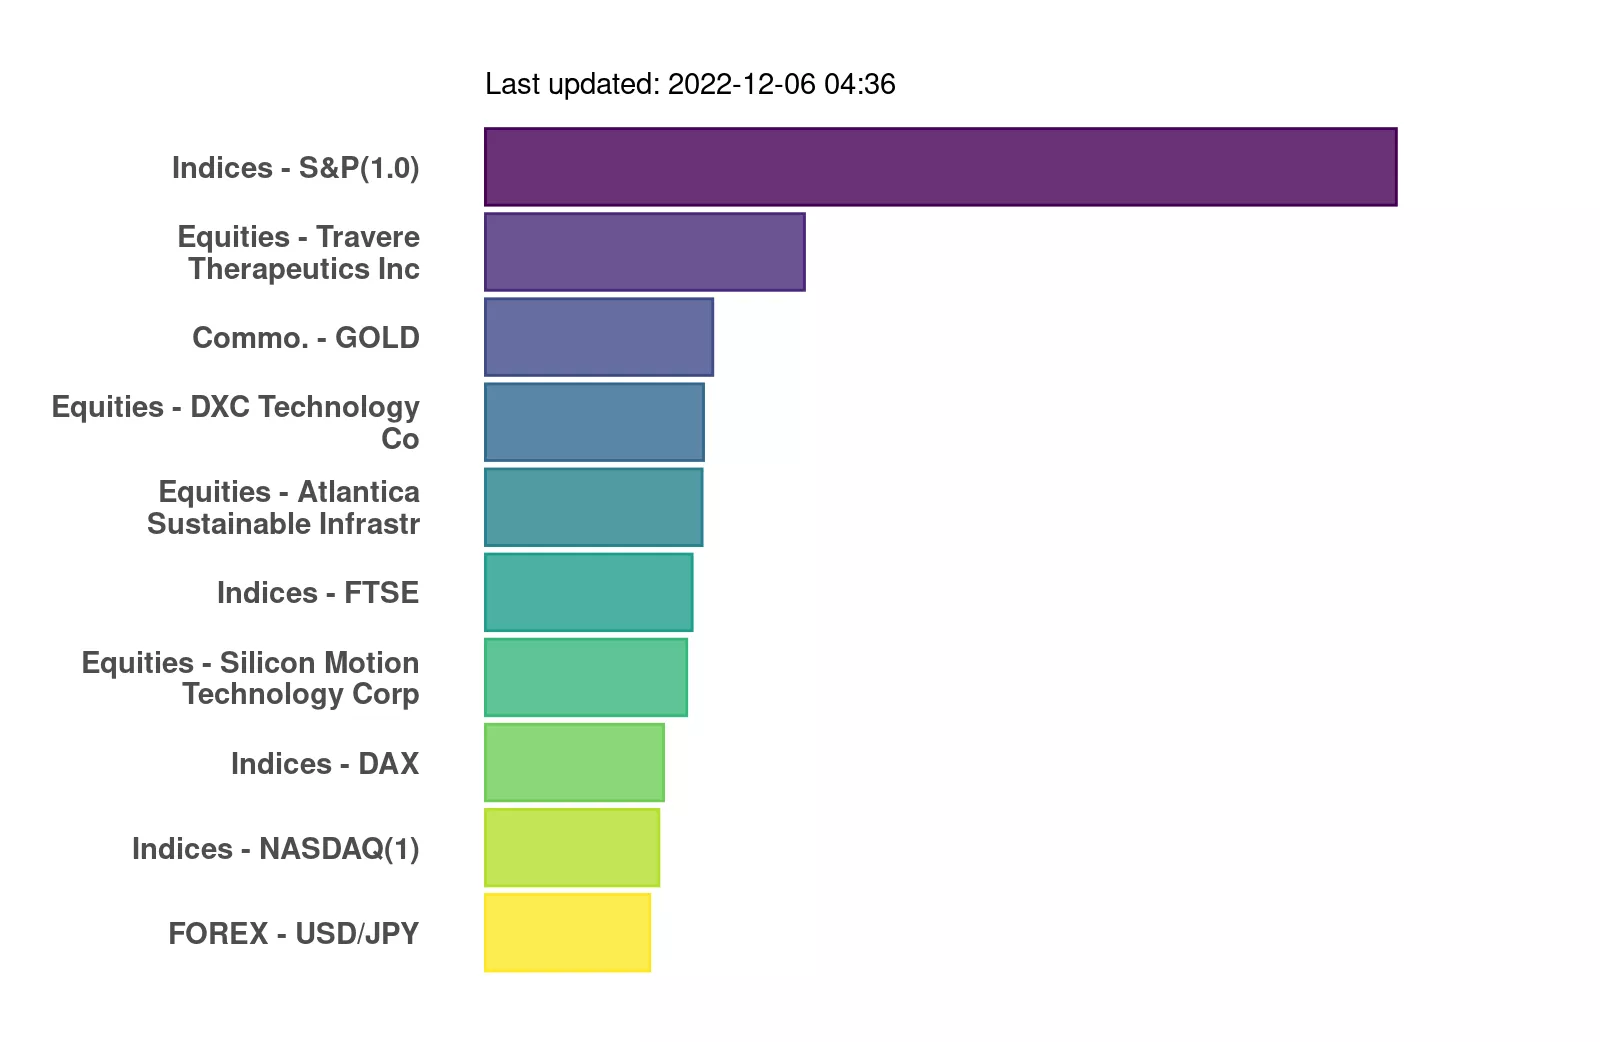 Last updated: 2022-12-06 04:36
Indices - S&P(1.0)
Equities - Travere
Therapeutics Inc
Commo. - GOLD
Equities - DXC Technology
Co
Equities - Atlantica
Sustainable Infrastr
Indices - FTSE
Equities - Silicon Motion
Technology Corp
Indices - DAX
Indices - NASDAQ(1)
FOREX - USD/JPY